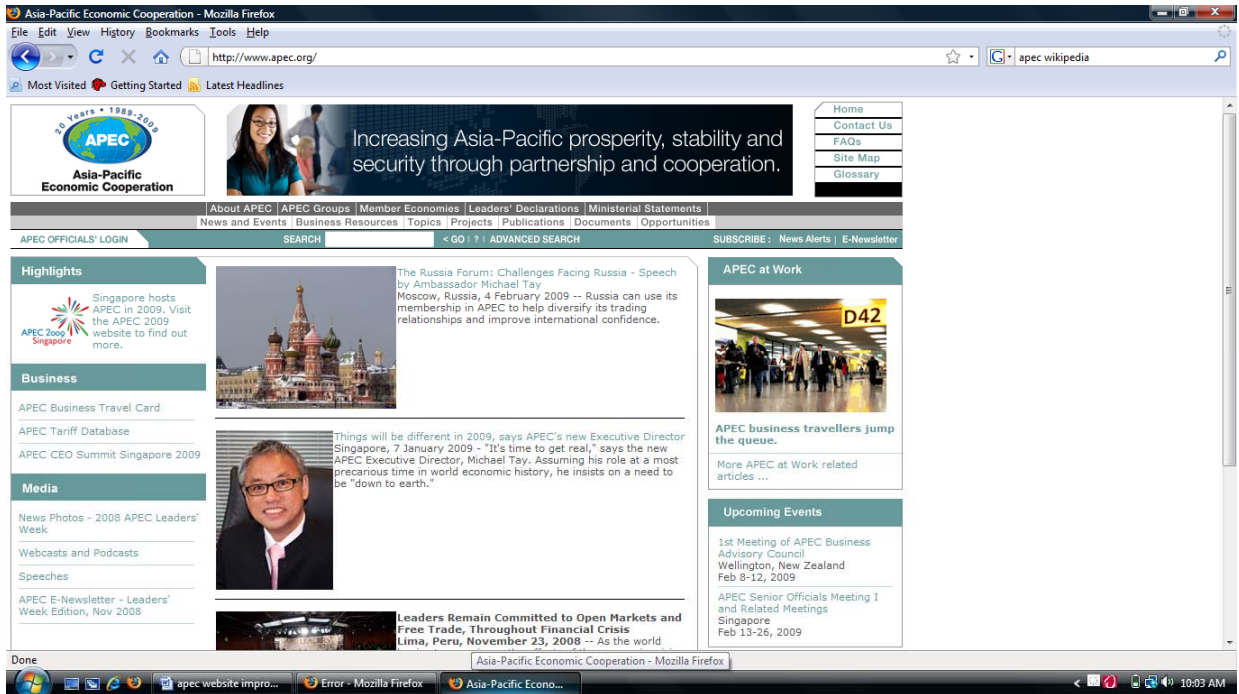 Asia-Pacific Economic Cooperation - Mozilla Firefox
File Edit View History Bookmarks Tools Help
http://www.apec.org/
apec wikipedia
Most Visited Getting Started Latest Headlines
20 Years • 1989-2009
APEC
Asia-Pacific
Economic Cooperation
Increasing Asia-Pacific prosperity, stability and
security through partnership and cooperation.
Home
Contact Us
FAQs
Site Map
Glossary
About APEC | APEC Groups | Member Economies | Leaders' Declarations | Ministerial Statements |
News and Events | Business Resources | Topics | Projects | Publications | Documents | Opportunities
APEC OFFICIALS' LOGIN
SEARCH < GO | ? | ADVANCED SEARCH
SUBSCRIBE : News Alerts | E-Newsletter
Highlights
APEC 2009
Singapore
Singapore hosts
APEC in 2009. Visit
the APEC 2009
website to find out
more.
Business
APEC Business Travel Card
APEC Tariff Database
APEC CEO Summit Singapore 2009
Media
News Photos - 2008 APEC Leaders'
Week
Webcasts and Podcasts
Speeches
APEC E-Newsletter - Leaders'
Week Edition, Nov 2008
The Russia Forum: Challenges Facing Russia - Speech
by Ambassador Michael Tay
Moscow, Russia, 4 February 2009 -- Russia can use its
membership in APEC to help diversify its trading
relationships and improve international confidence.
Things will be different in 2009, says APEC's new Executive Director
Singapore, 7 January 2009 - "It's time to get real," says the new
APEC Executive Director, Michael Tay. Assuming his role at a most
precarious time in world economic history, he insists on a need to
be "down to earth."
Leaders Remain Committed to Open Markets and
Free Trade, Throughout Financial Crisis
Lima, Peru, November 23, 2008 -- As the world
APEC at Work
D42
APEC business travellers jump
the queue.
More APEC at Work related
articles ...
Upcoming Events
1st Meeting of APEC Business
Advisory Council
Wellington, New Zealand
Feb 8-12, 2009
APEC Senior Officials Meeting I
and Related Meetings
Singapore
Feb 13-26, 2009
Done
Asia-Pacific Economic Cooperation - Mozilla Firefox
apec website impro...
Error - Mozilla Firefox
Asia-Pacific Econo...
10:03 AM